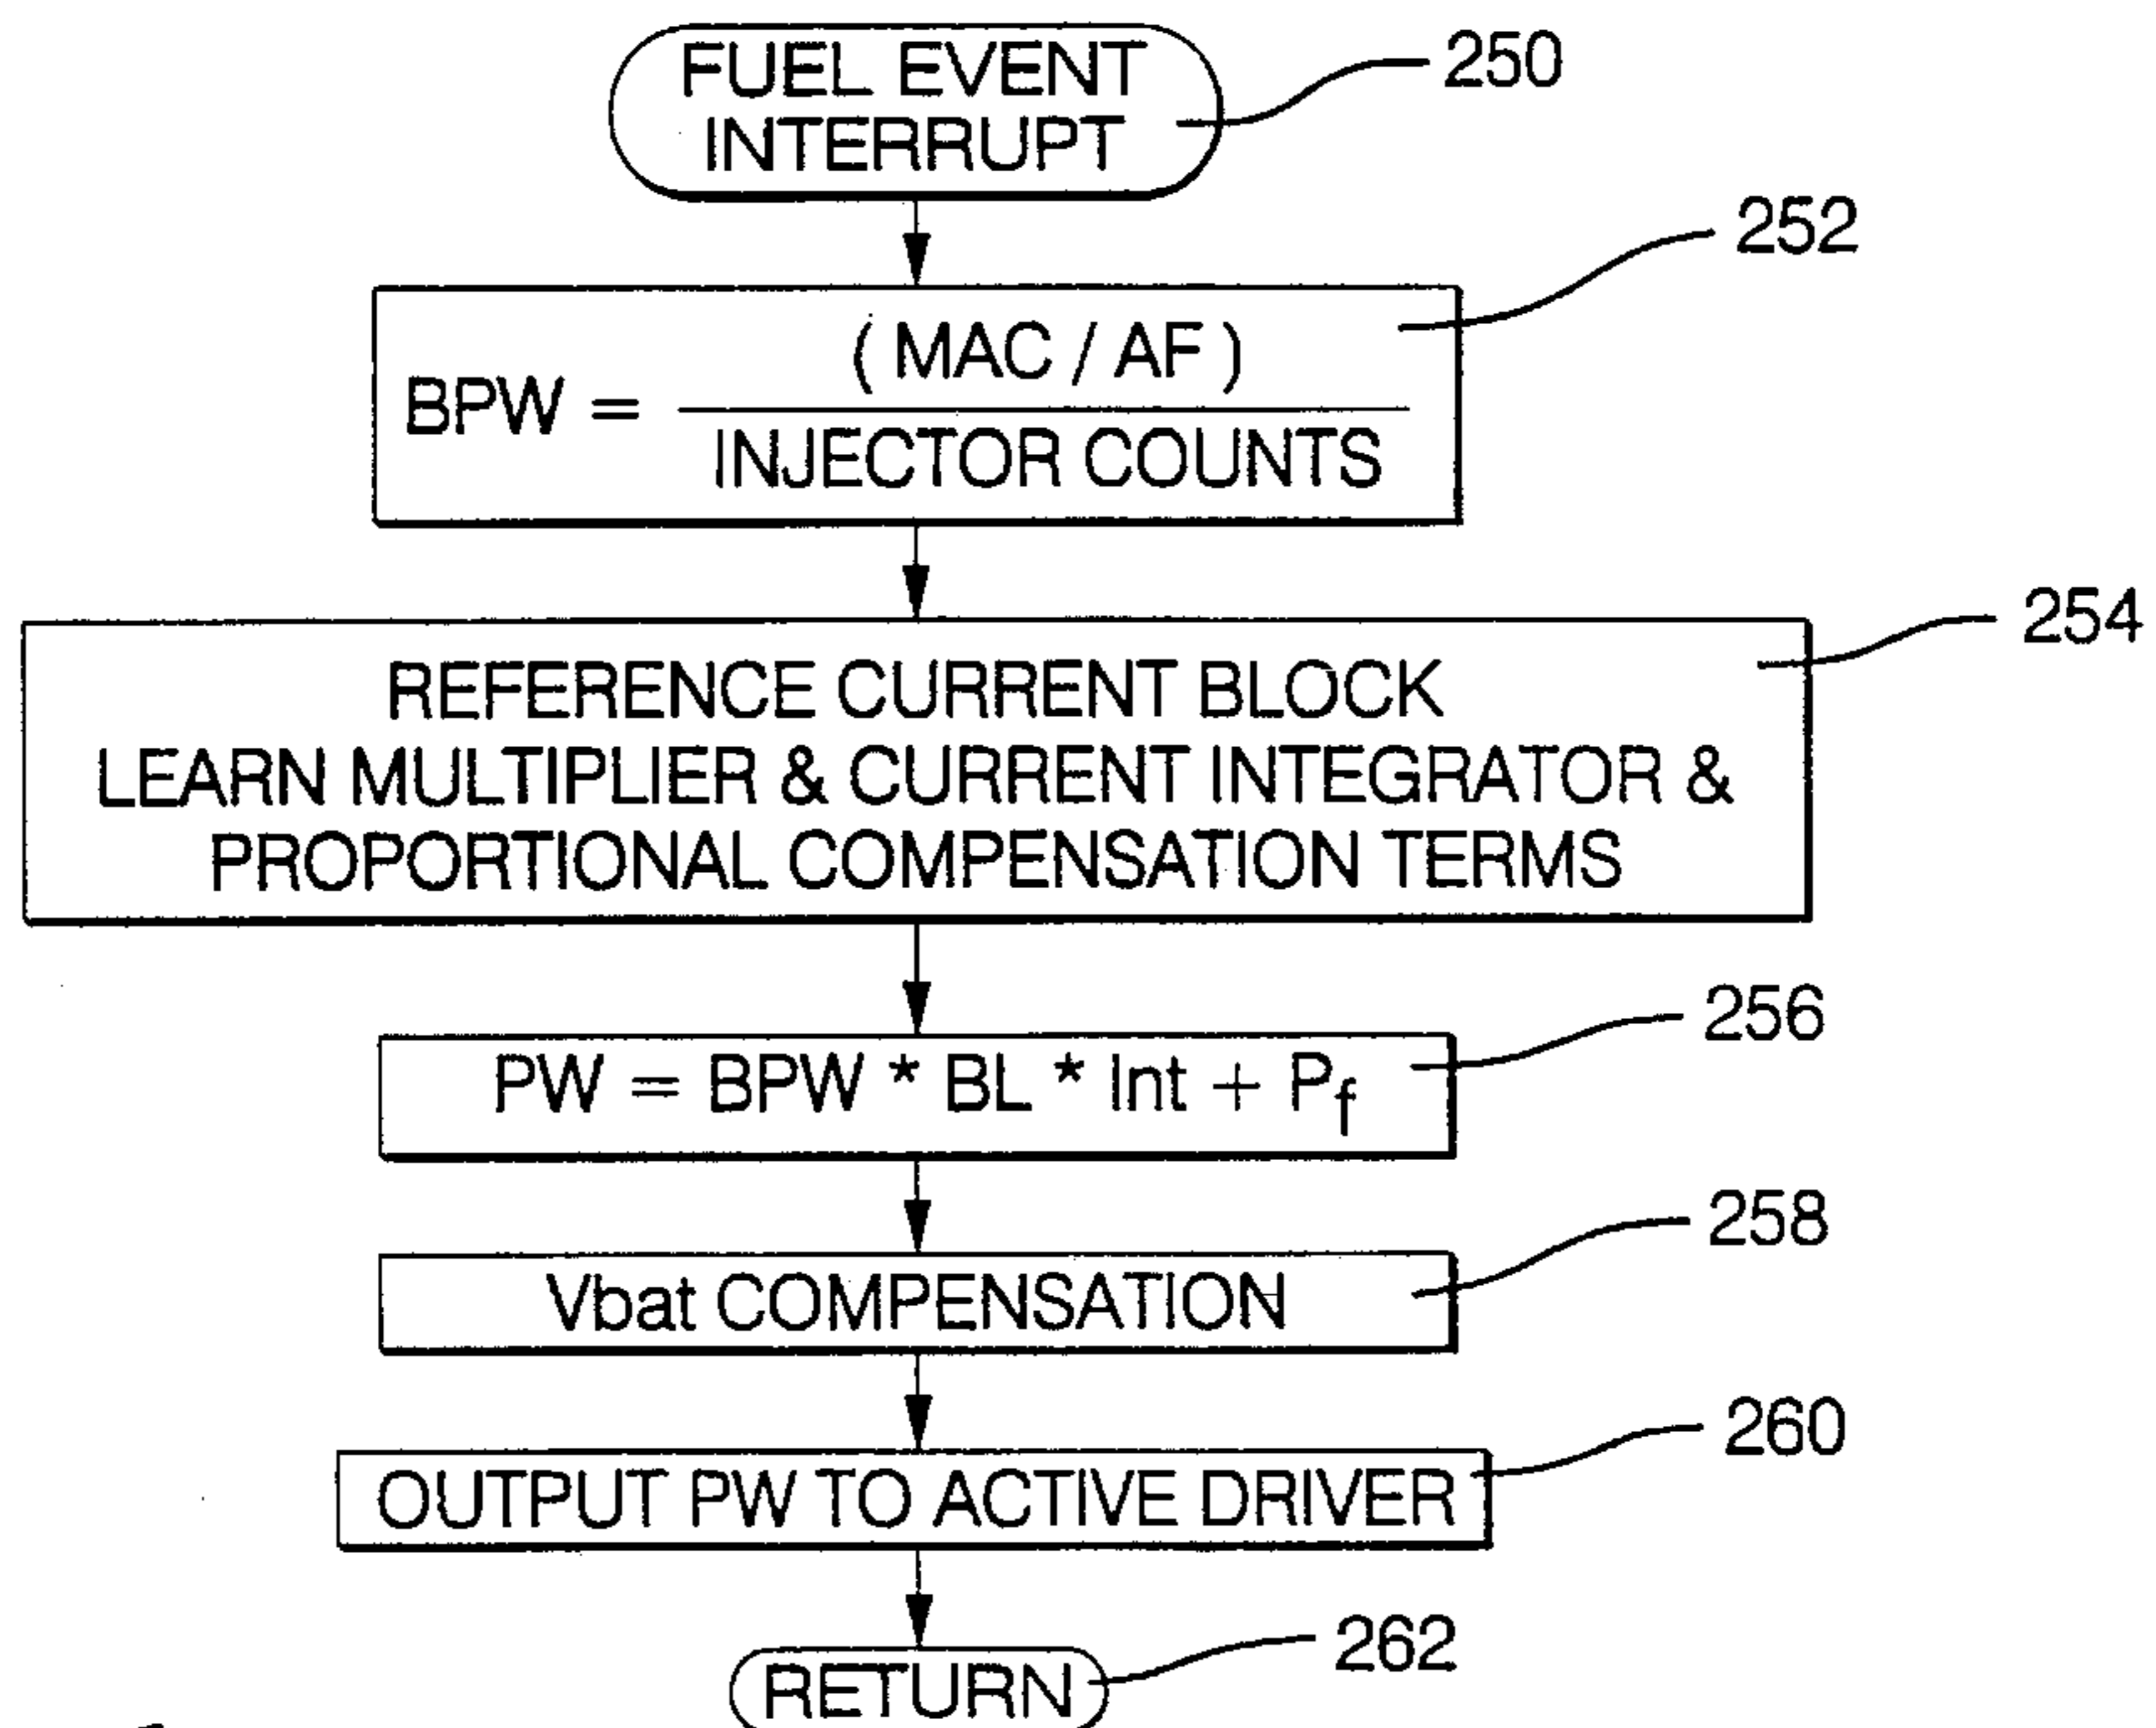 FUEL EVENT
INTERRUPT
250
252
( MAC / AF )
BPW =
INJECTOR COUNTS
254
REFERENCE CURRENT BLOCK
LEARN MULTIPLIER & CURRENT INTEGRATOR &
PROPORTIONAL COMPENSATION TERMS
256
PW = BPW * BL * Int + Pf
258
Vbat COMPENSATION
260
OUTPUT PW TO ACTIVE DRIVER
262
RETURN